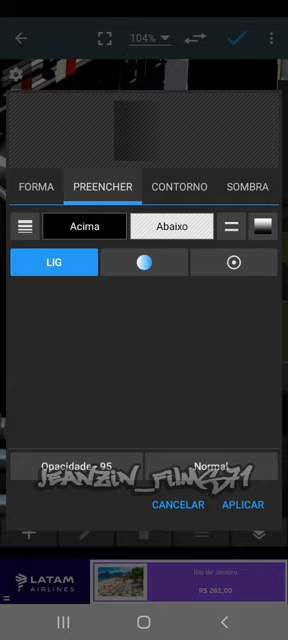 104%
FORMA PREENCHER CONTORNO SOMBRA
Acima Abaixo
LIG
Opacidade - 95 Normal
JEANZIN_FILM371
CANCELAR APLICAR
LATAM
AIRLINES
Rio de Janeiro
R$ 261,00